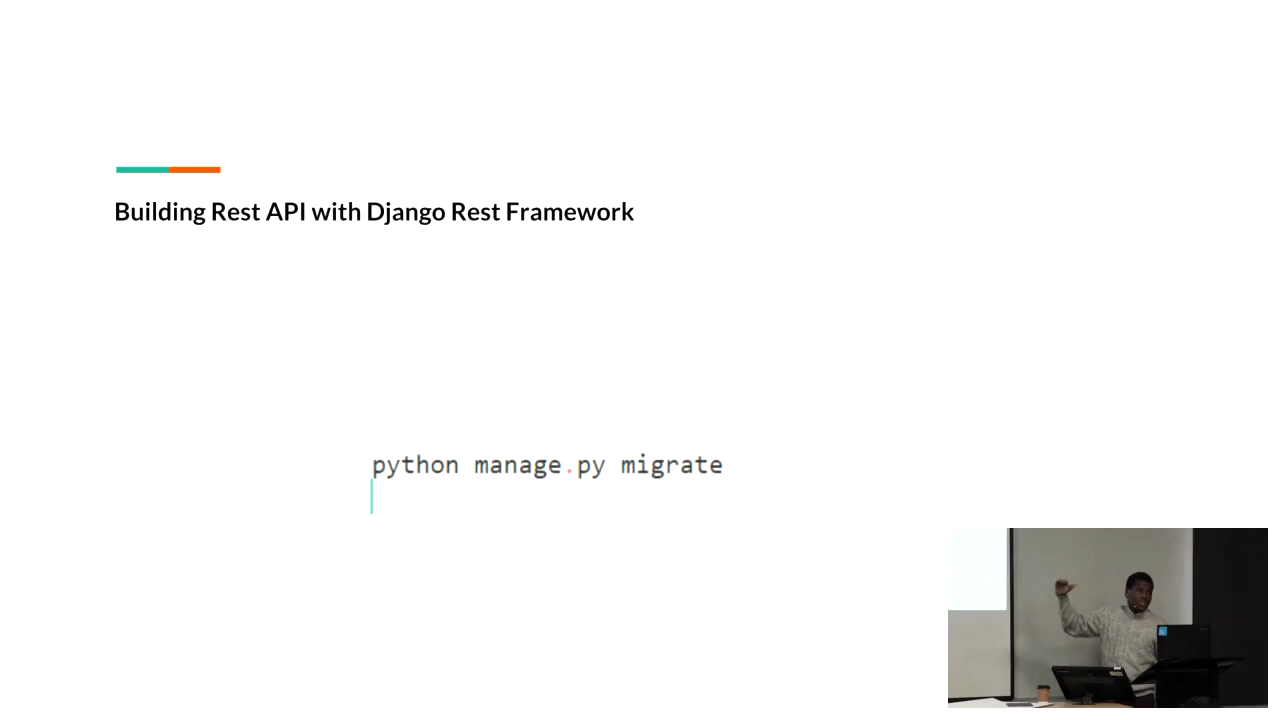 Building Rest API with Django Rest Framework
python manage.py migrate